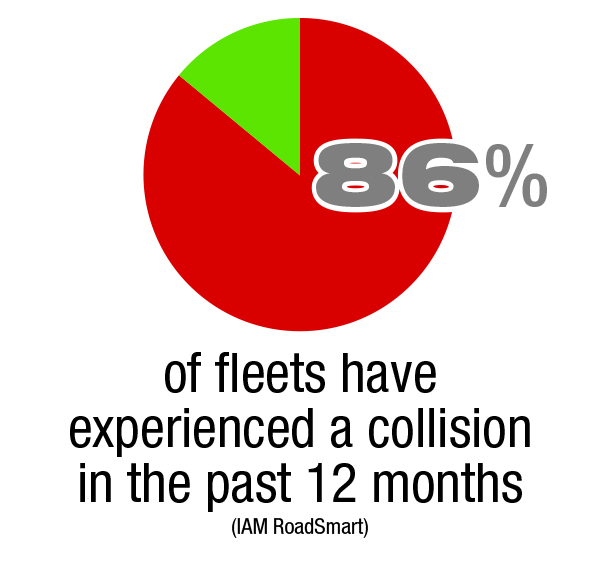 86%
of fleets have
experienced a collision
in the past 12 months
(IAM RoadSmart)